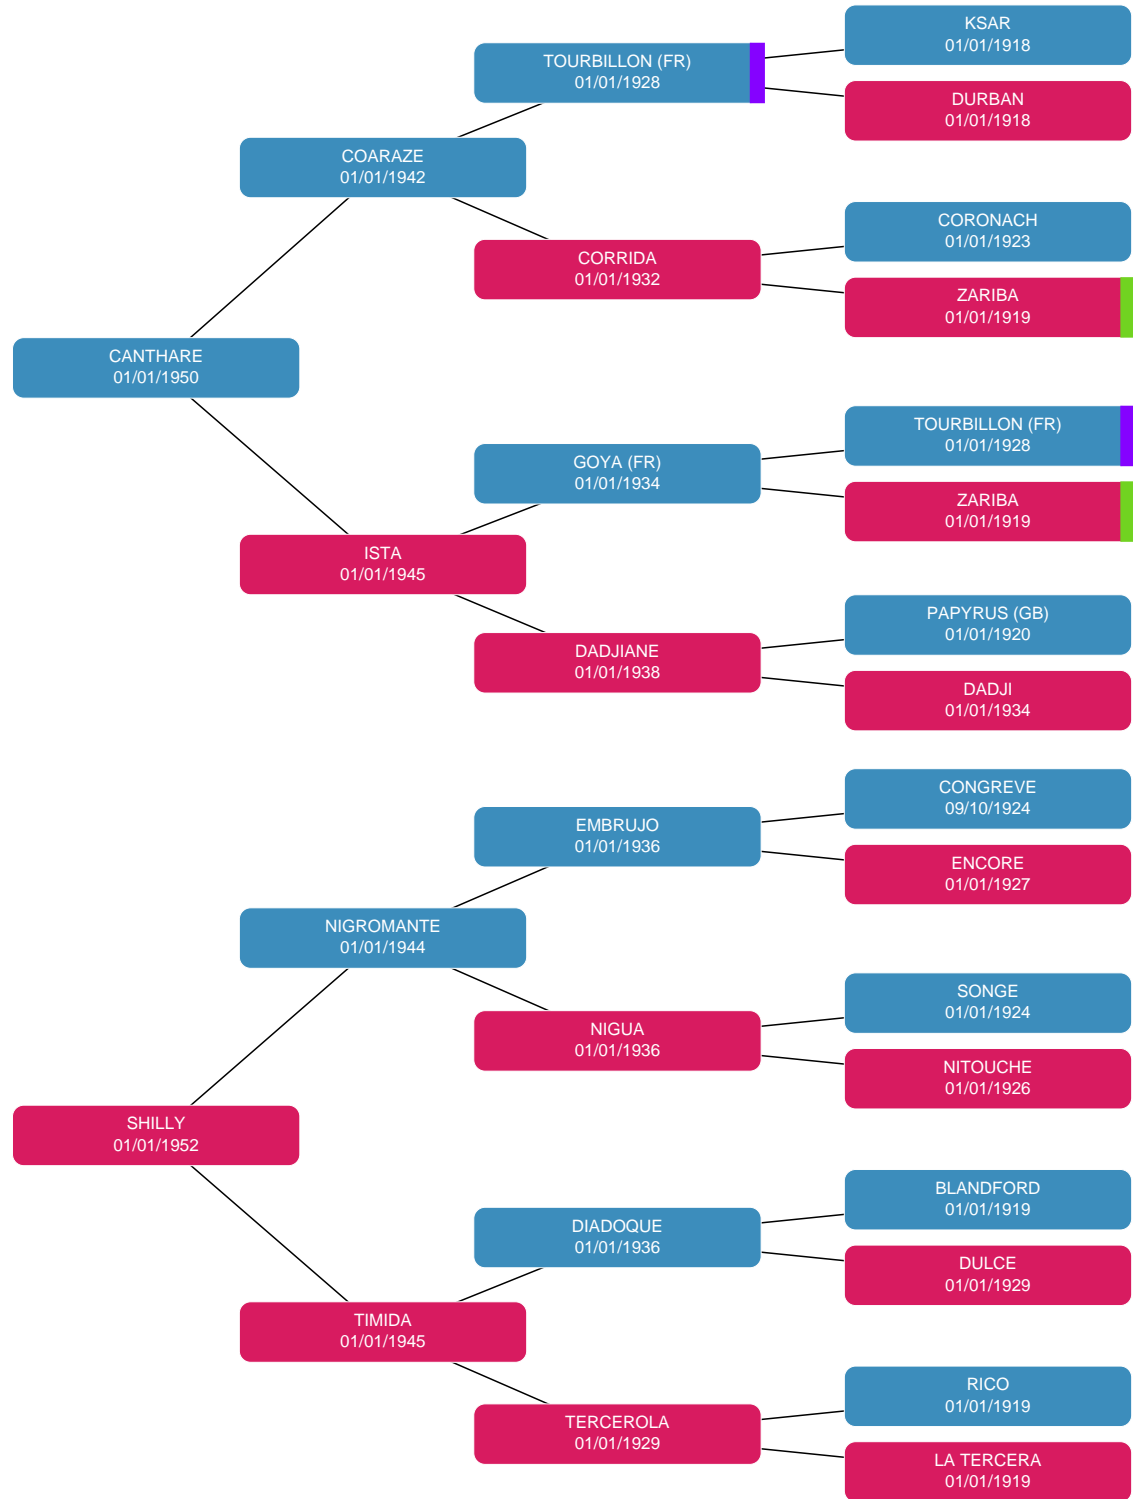 KSAR
01/01/1918
TOURBILLON (FR)
01/01/1928
DURBAN
01/01/1918
COARAZE
01/01/1942
CORONACH
01/01/1923
CORRIDA
01/01/1932
ZARIBA
01/01/1919
CANTHARE
01/01/1950
TOURBILLON (FR)
01/01/1928
GOYA (FR)
01/01/1934
ZARIBA
01/01/1919
ISTA
01/01/1945
PAPYRUS (GB)
01/01/1920
DADJIANE
01/01/1938
DADJI
01/01/1934
CONGREVE
09/10/1924
EMBRUJO
01/01/1936
ENCORE
01/01/1927
NIGROMANTE
01/01/1944
SONGE
01/01/1924
NIGUA
01/01/1936
NITOUCHE
01/01/1926
SHILLY
01/01/1952
BLANDFORD
01/01/1919
DIADOQUE
01/01/1936
DULCE
01/01/1929
TIMIDA
01/01/1945
RICO
01/01/1919
TERCEROLA
01/01/1929
LA TERCERA
01/01/1919